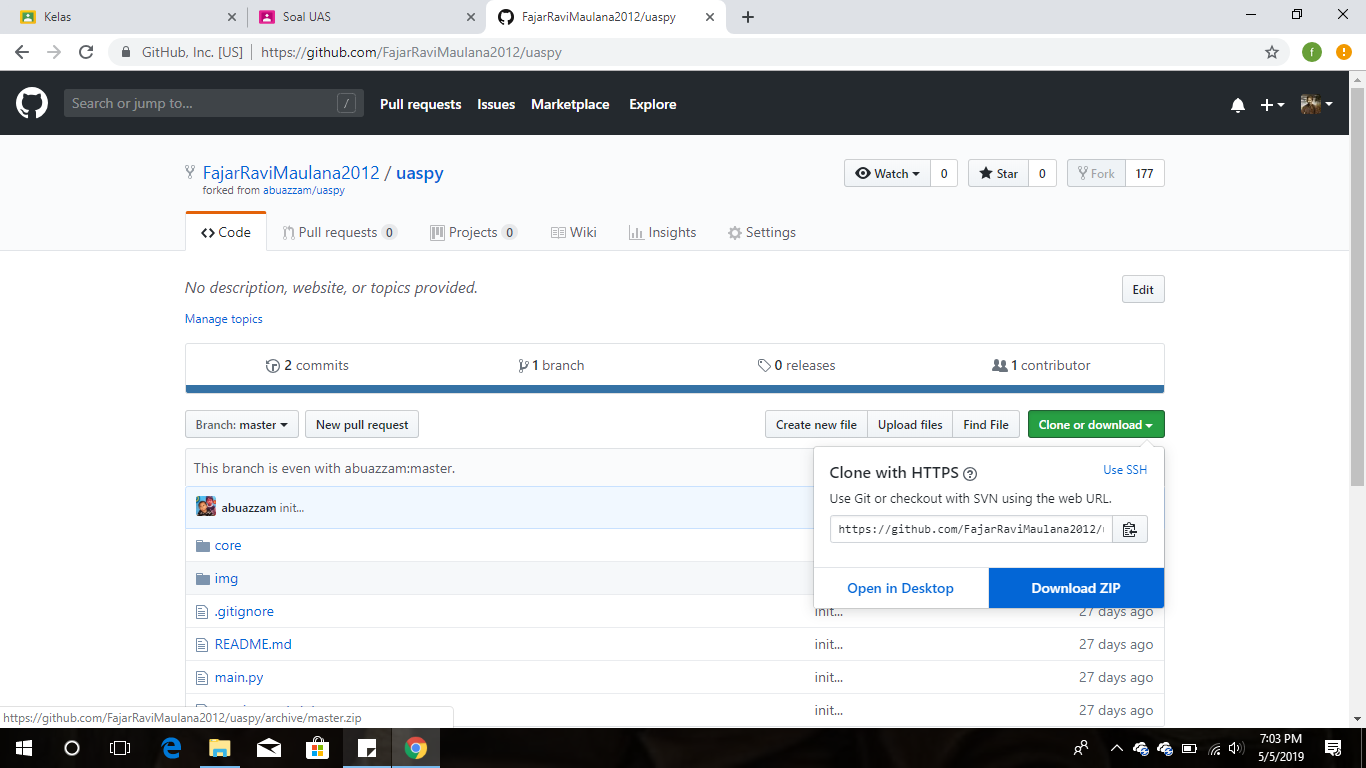 Kelas
Soal UAS
FajarRaviMaulana2012/uaspy
GitHub, Inc. [US] https://github.com/FajarRaviMaulana2012/uaspy
f
Search or jump to... /
Pull requests Issues Marketplace Explore
FajarRaviMaulana2012 / uaspy
forked from abuazzam/uaspy
Watch 0 Star 0 Fork 177
Code Pull requests 0 Projects 0 Wiki Insights Settings
No description, website, or topics provided.
Edit
Manage topics
2 commits 1 branch 0 releases 1 contributor
Branch: master New pull request Create new file Upload files Find File Clone or download
This branch is even with abuazzam:master.
abuazzam init...
Clone with HTTPS Use SSH
Use Git or checkout with SVN using the web URL.
https://github.com/FajarRaviMaulana2012/
Open in Desktop Download ZIP
core
img
.gitignore init... 27 days ago
README.md init... 27 days ago
main.py init... 27 days ago
init... 27 days ago
https://github.com/FajarRaviMaulana2012/uaspy/archive/master.zip
7:03 PM
5/5/2019